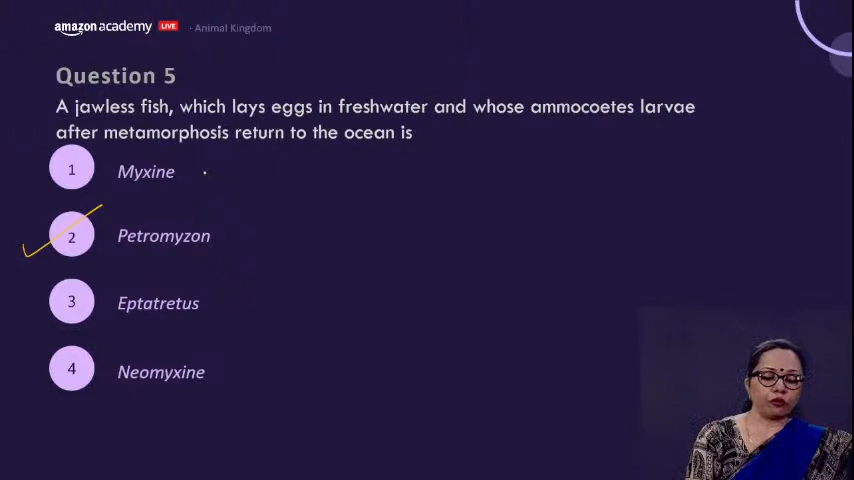 amazon academy LIVE · Animal Kingdom
Question 5
A jawless fish, which lays eggs in freshwater and whose ammocoetes larvae
after metamorphosis return to the ocean is
1 Myxine
2 Petromyzon
3 Eptatretus
4 Neomyxine